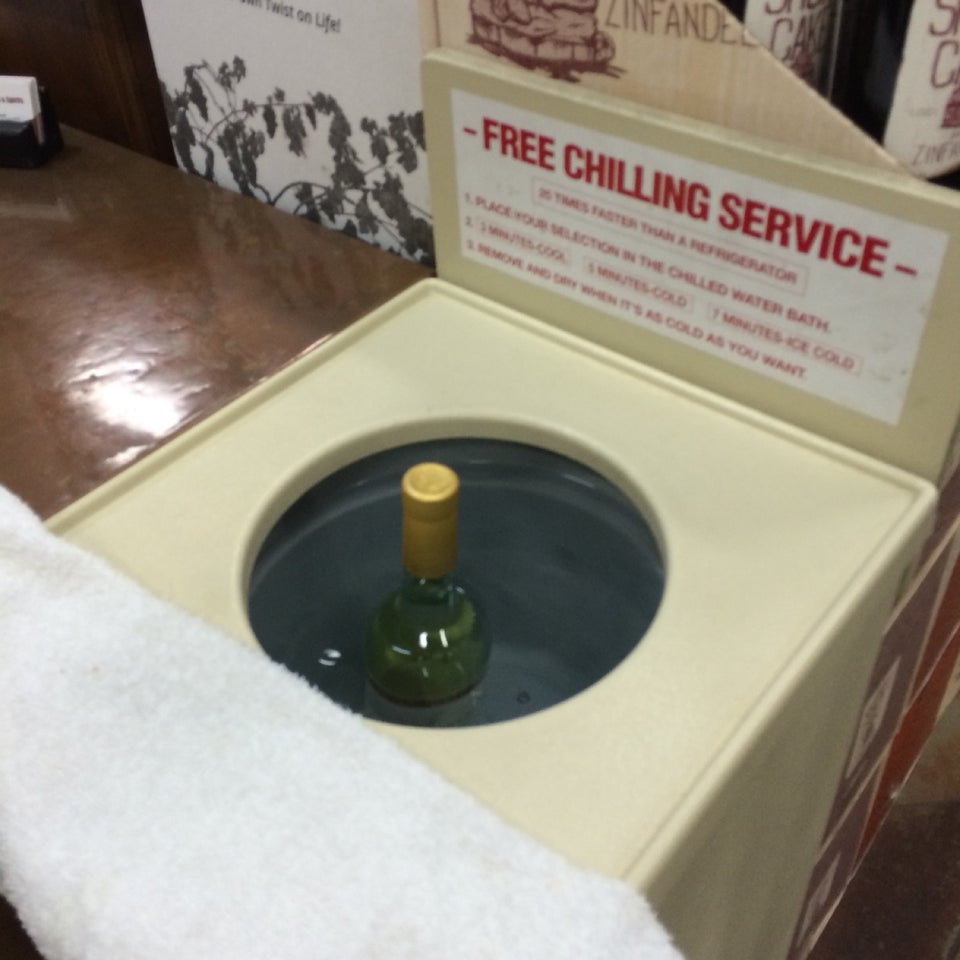 own Twist on Life!
ZINFANDEL
- FREE CHILLING SERVICE -
25 TIMES FASTER THAN A REFRIGERATOR
1. PLACE YOUR SELECTION IN THE CHILLED WATER BATH.
2. 3 MINUTES-COOL 5 MINUTES-COLD 7 MINUTES-ICE COLD
3. REMOVE AND DRY WHEN IT'S AS COLD AS YOU WANT.